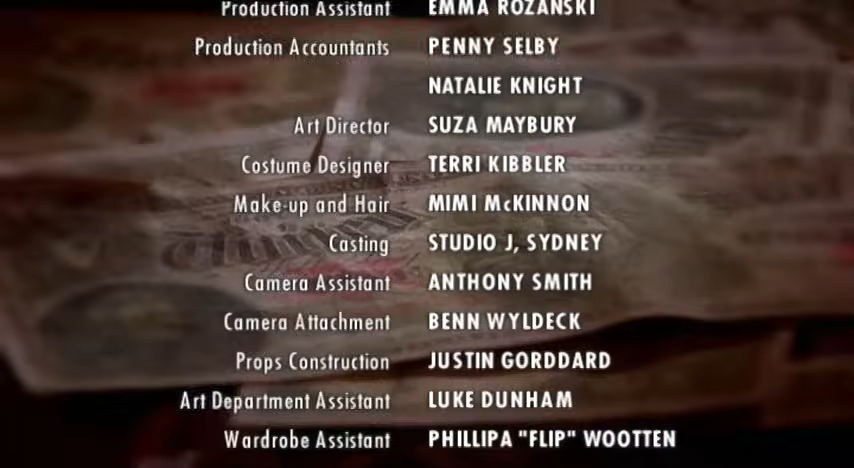 Production Assistant EMMA ROZANSKI
Production Accountants PENNY SELBY
NATALIE KNIGHT
Art Director SUZA MAYBURY
Costume Designer TERRI KIBBLER
Make-up and Hair MIMI McKINNON
Casting STUDIO J, SYDNEY
Camera Assistant ANTHONY SMITH
Camera Attachment BENN WYLDECK
Props Construction JUSTIN GORDDARD
Art Department Assistant LUKE DUNHAM
Wardrobe Assistant PHILLIPA "FLIP" WOOTTEN